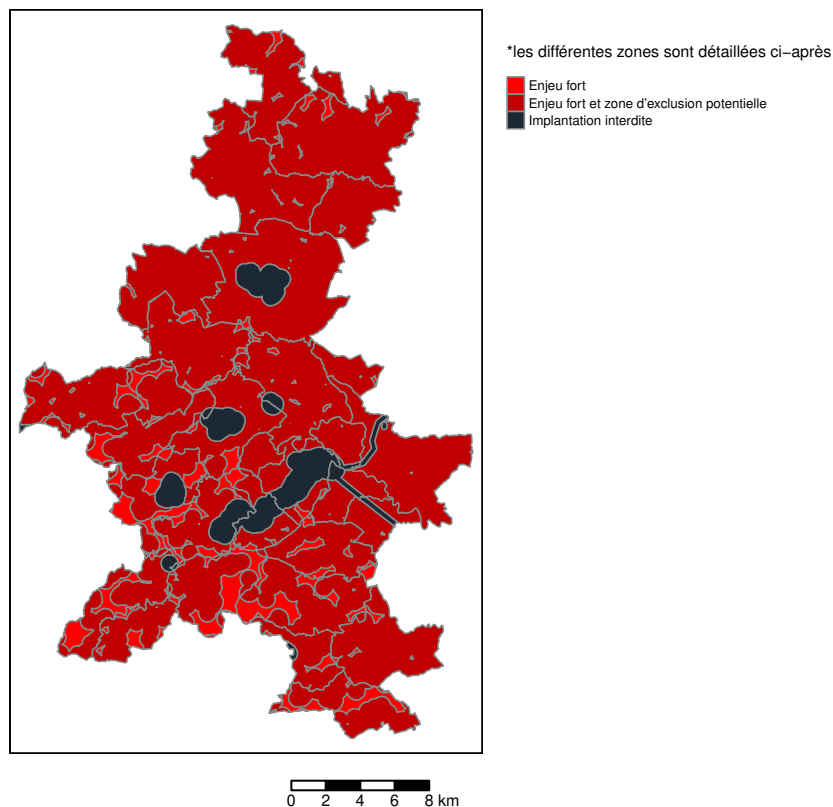 *les différentes zones sont détaillées ci−après
Enjeu fort
Enjeu fort et zone d'exclusion potentielle
Implantation interdite
0 2 4 6 8 km